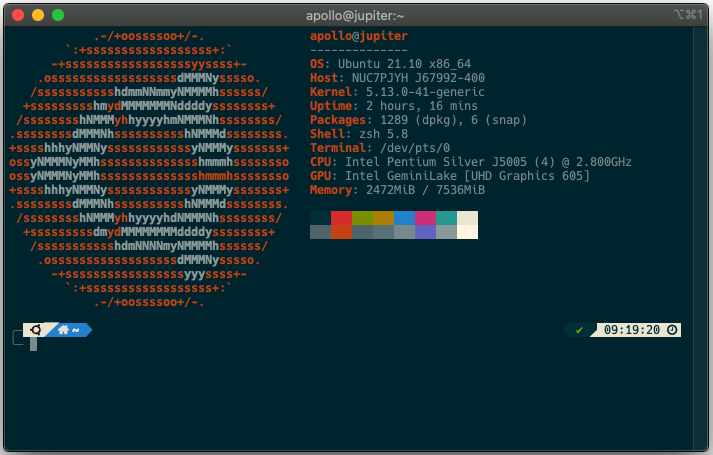 apollo@jupiter:~
⌥⌘1
.-/+oossssoo+/-.
`:+ssssssssssssssssss+:`
-+ssssssssssssssssssyyssss+-
.ossssssssssssssssssdMMMNysssso.
/ssssssssssshdmmNNmmyNMMMMhssssss/
+ssssssssshmydMMMMMMMNddddyssssssss+
/sssssssshNMMMyhhyyyyhmNMMMNhssssssss/
.ssssssssdMMMNhsssssssssshNMMMdssssssss.
+sssshhhyNMMNyssssssssssssyNMMMysssssss+
ossyNMMMNyMMhsssssssssssssshmmmhssssssso
ossyNMMMNyMMhsssssssssssssshmmmhssssssso
+sssshhhyNMMNyssssssssssssyNMMMysssssss+
.ssssssssdMMMNhsssssssssshNMMMdssssssss.
/sssssssshNMMMyhhyyyyhdNMMMNhssssssss/
+sssssssssdmydMMMMMMMMddddyssssssss+
/ssssssssssshdmNNNNmyNMMMMhssssss/
.ossssssssssssssssssdMMMNysssso.
-+sssssssssssssssssyyyssss+-
`:+ssssssssssssssssss+:`
.-/+oossssoo+/-.
apollo@jupiter
--------------
OS: Ubuntu 21.10 x86_64
Host: NUC7PJYH J67992-400
Kernel: 5.13.0-41-generic
Uptime: 2 hours, 16 mins
Packages: 1289 (dpkg), 6 (snap)
Shell: zsh 5.8
Terminal: /dev/pts/0
CPU: Intel Pentium Silver J5005 (4) @ 2.800GHz
GPU: Intel GeminiLake [UHD Graphics 605]
Memory: 2472MiB / 7536MiB
~
✔ 09:19:20